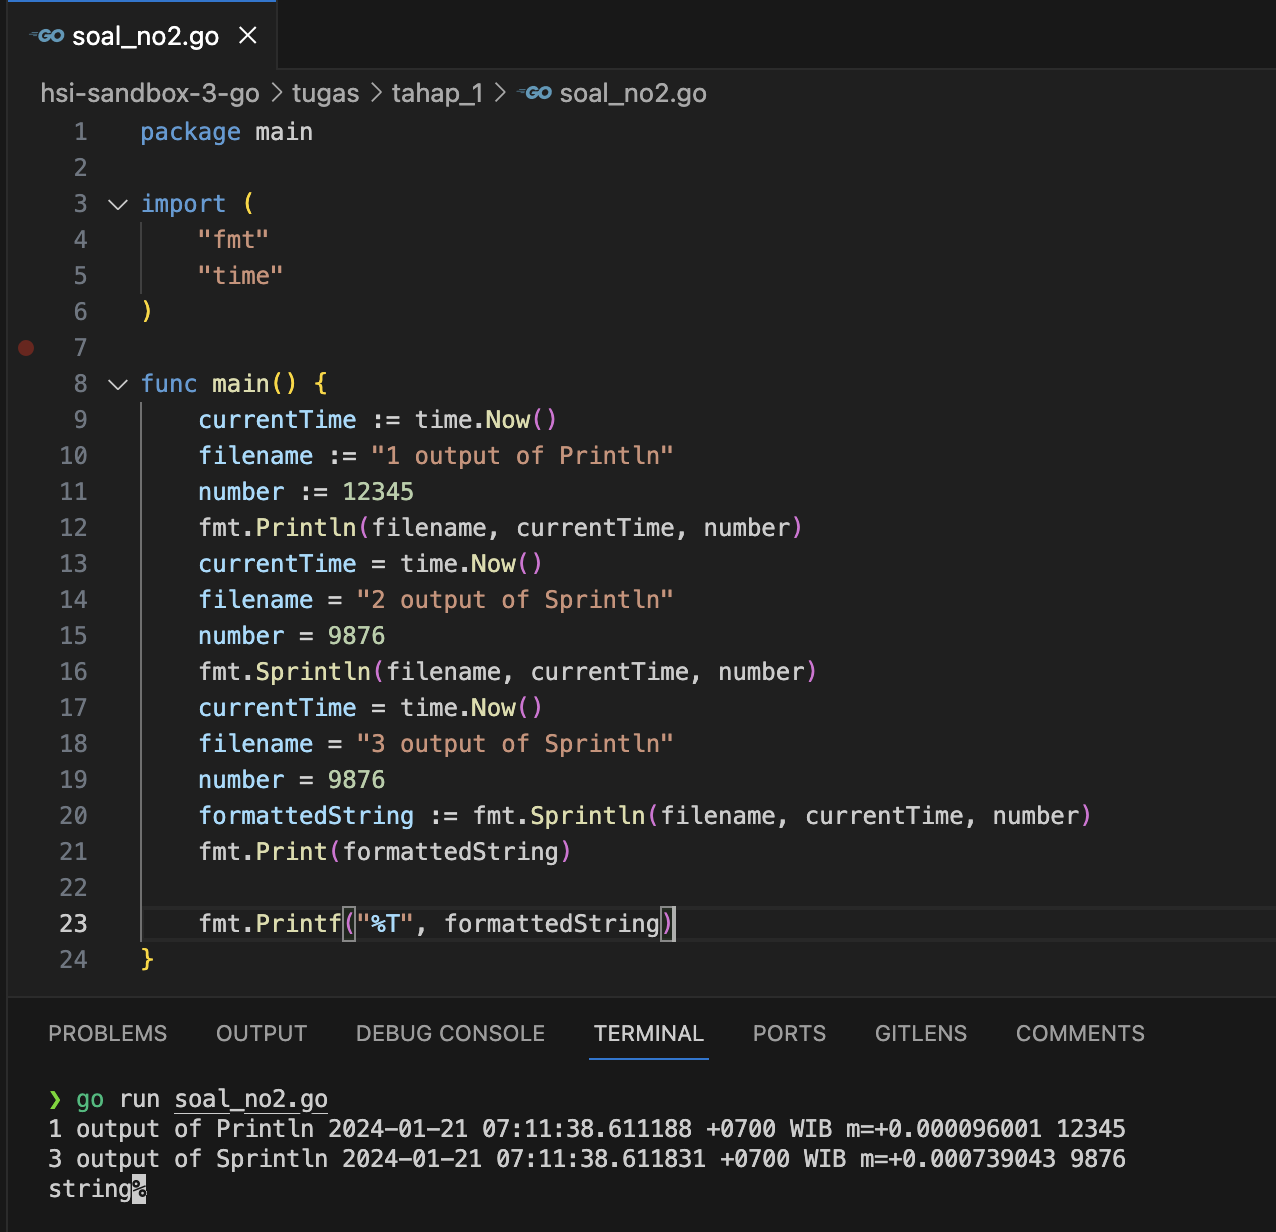 GO soal_no2.go
hsi-sandbox-3-go > tugas > tahap_1 > GO soal_no2.go
1 package main
2
3 import (
4     "fmt"
5     "time"
6 )
7
8 func main() {
9     currentTime := time.Now()
10     filename := "1 output of Println"
11     number := 12345
12     fmt.Println(filename, currentTime, number)
13     currentTime = time.Now()
14     filename = "2 output of Sprintln"
15     number = 9876
16     fmt.Sprintln(filename, currentTime, number)
17     currentTime = time.Now()
18     filename = "3 output of Sprintln"
19     number = 9876
20     formattedString := fmt.Sprintln(filename, currentTime, number)
21     fmt.Print(formattedString)
22
23     fmt.Printf("%T", formattedString)
24 }
PROBLEMS OUTPUT DEBUG CONSOLE TERMINAL PORTS GITLENS COMMENTS
❯ go run soal_no2.go
1 output of Println 2024-01-21 07:11:38.611188 +0700 WIB m=+0.000096001 12345
3 output of Sprintln 2024-01-21 07:11:38.611831 +0700 WIB m=+0.000739043 9876
string%